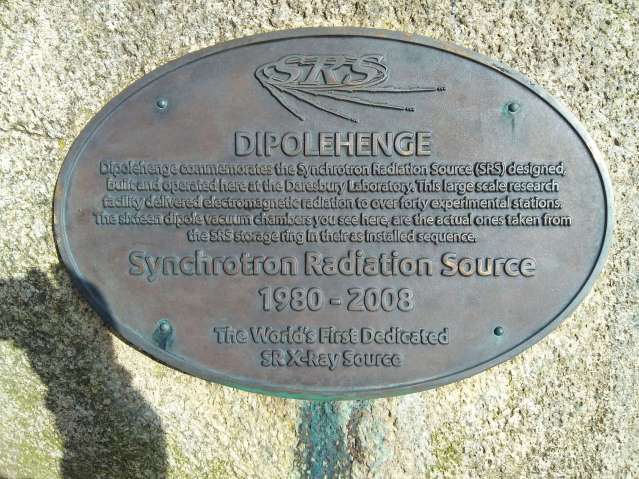 SRS
DIPOLEHENGE
Dipolehenge commemorates the Synchrotron Radiation Source (SRS) designed,
built and operated here at the Daresbury Laboratory. This large scale research
facility delivered electromagnetic radiation to over forty experimental stations.
The sixteen dipole vacuum chambers you see here, are the actual ones taken from
the SRS storage ring in their as installed sequence.
Synchrotron Radiation Source
1980 - 2008
The World's First Dedicated
SR X-Ray Source